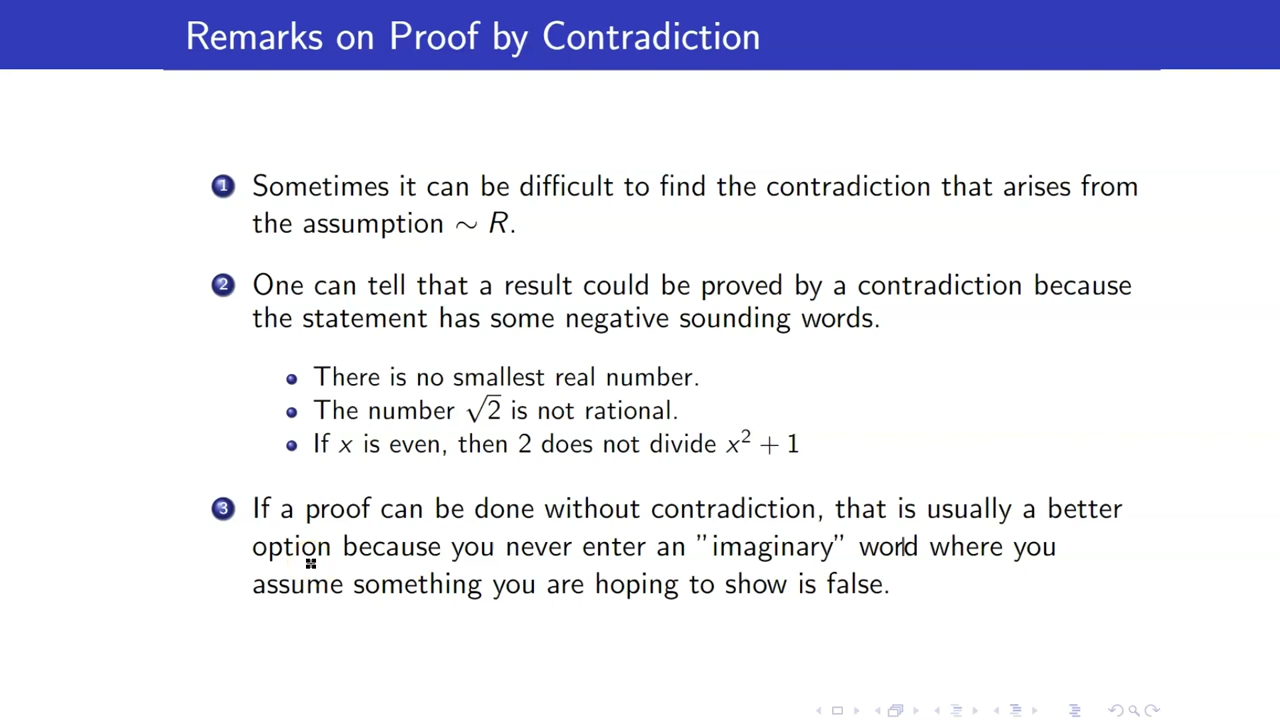 Remarks on Proof by Contradiction
1 Sometimes it can be difficult to find the contradiction that arises from
the assumption ∼ R.
2 One can tell that a result could be proved by a contradiction because
the statement has some negative sounding words.
• There is no smallest real number.
• The number √2 is not rational.
• If x is even, then 2 does not divide x² + 1
3 If a proof can be done without contradiction, that is usually a better
option because you never enter an ”imaginary” world where you
assume something you are hoping to show is false.